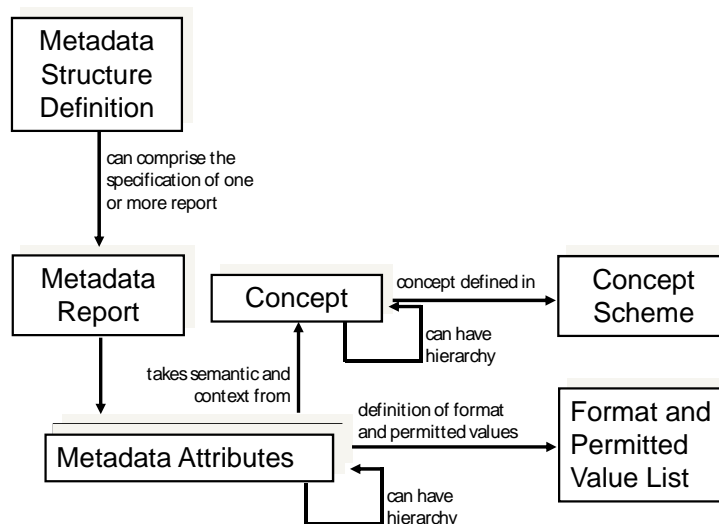 Metadata
Structure
Definition
can comprise the
specification of one
or more report
Metadata
Report
Concept
concept defined in
Concept
Scheme
can have
hierarchy
takes semantic and
context from
definition of format
and permitted values
Format and
Permitted
Value List
Metadata Attributes
can have
hierarchy